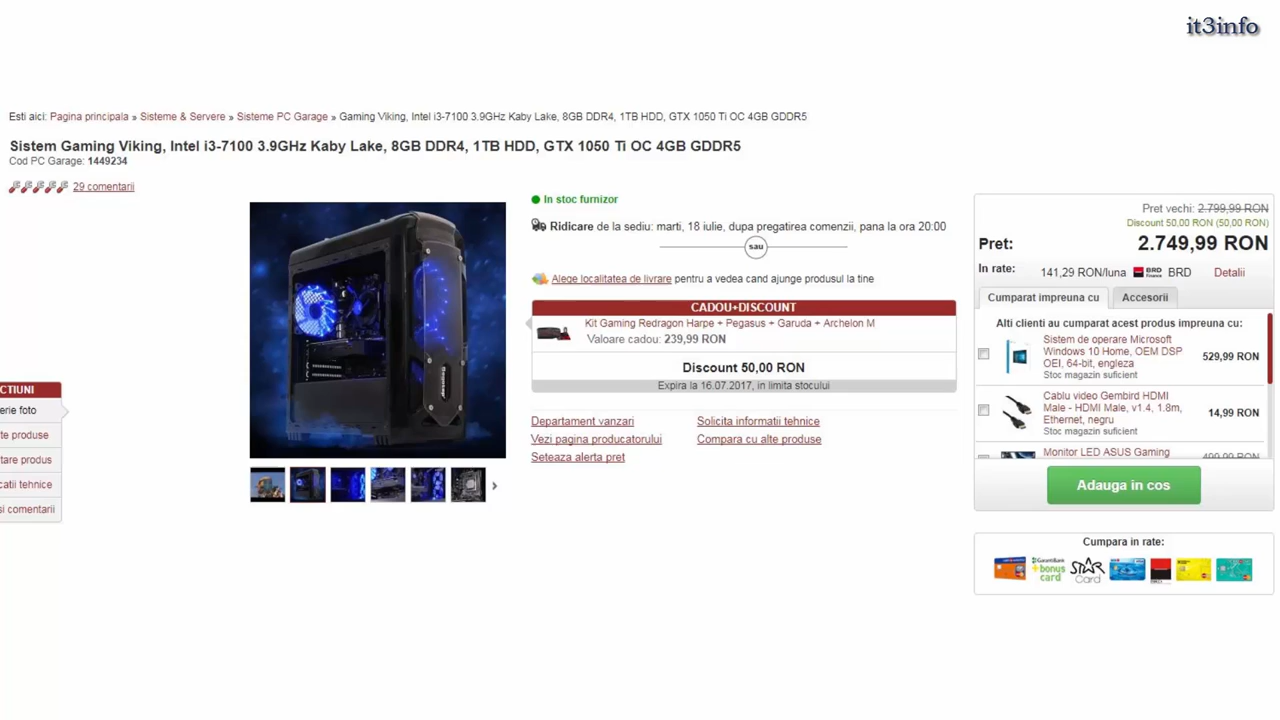 it3info
Esti aici: Pagina principala » Sisteme & Servere » Sisteme PC Garage » Gaming Viking, Intel i3-7100 3.9GHz Kaby Lake, 8GB DDR4, 1TB HDD, GTX 1050 Ti OC 4GB GDDR5
Sistem Gaming Viking, Intel i3-7100 3.9GHz Kaby Lake, 8GB DDR4, 1TB HDD, GTX 1050 Ti OC 4GB GDDR5
Cod PC Garage: 1449234
29 comentarii
CTIUNI
erie foto
te produse
tare produs
catii tehnice
si comentarii
Segotep
In stoc furnizor
Ridicare de la sediu: marti, 18 iulie, dupa pregatirea comenzii, pana la ora 20:00
sau
Alege localitatea de livrare pentru a vedea cand ajunge produsul la tine
CADOU+DISCOUNT
Kit Gaming Redragon Harpe + Pegasus + Garuda + Archelon M
Valoare cadou: 239,99 RON
Discount 50,00 RON
Expira la 16.07.2017, in limita stocului
Departament vanzari
Solicita informatii tehnice
Vezi pagina producatorului
Compara cu alte produse
Seteaza alerta pret
Pret vechi: 2.799,99 RON
Discount 50,00 RON (50,00 RON)
Pret: 2.749,99 RON
In rate: 141,29 RON/luna BRD Finance BRD Detalii
Cumparat impreuna cu
Accesorii
Alti clienti au cumparat acest produs impreuna cu:
Sistem de operare Microsoft
Windows 10 Home, OEM DSP
OEI, 64-bit, engleza
Stoc magazin suficient
529,99 RON
Cablu video Gembird HDMI
Male - HDMI Male, v1.4, 1.8m,
Ethernet, negru
Stoc magazin suficient
14,99 RON
Monitor LED ASUS Gaming
499,99 RON
Adauga in cos
Cumpara in rate:
GarantiBank
bonus
card
STAR
Card